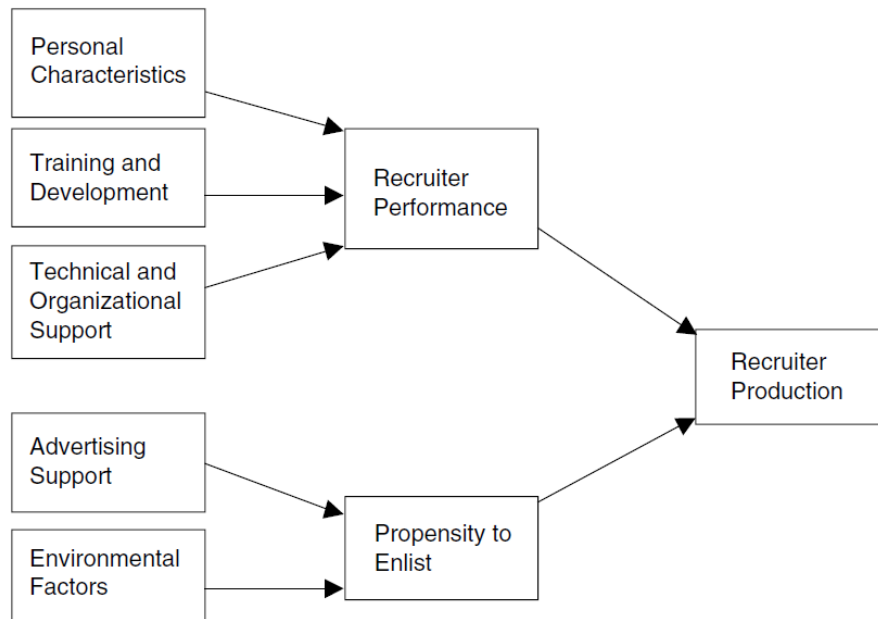 Personal
Characteristics
Training and
Development
Technical and
Organizational
Support
Recruiter
Performance
Recruiter
Production
Advertising
Support
Environmental
Factors
Propensity to
Enlist